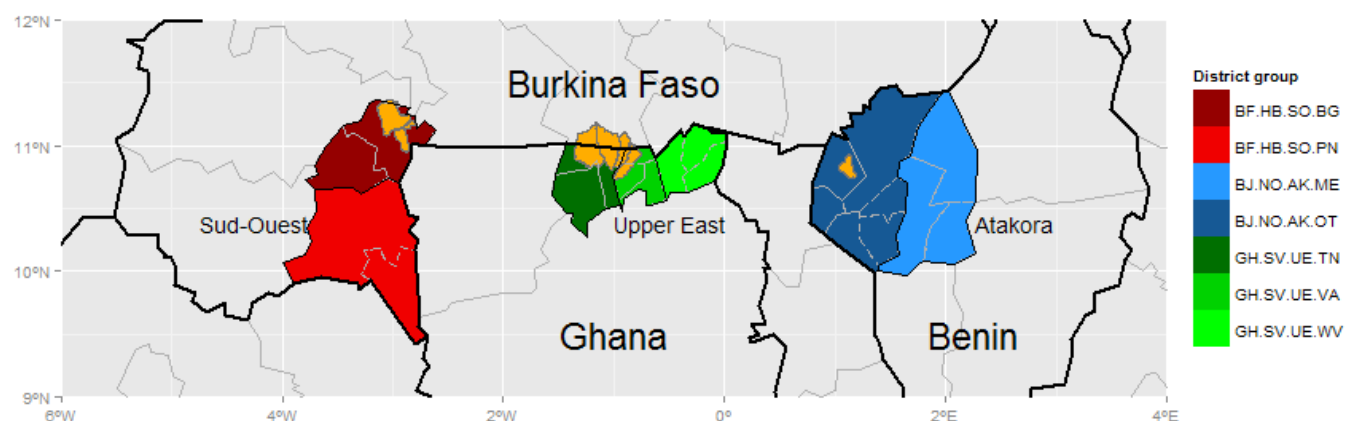 12°N
11°N
10°N
9°N
6°W
4°W
2°W
0°
2°E
4°E
Burkina Faso
Sud-Ouest
Upper East
Atakora
Ghana
Benin
District group
BF.HB.SO.BG
BF.HB.SO.PN
BJ.NO.AK.ME
BJ.NO.AK.OT
GH.SV.UE.TN
GH.SV.UE.VA
GH.SV.UE.WV